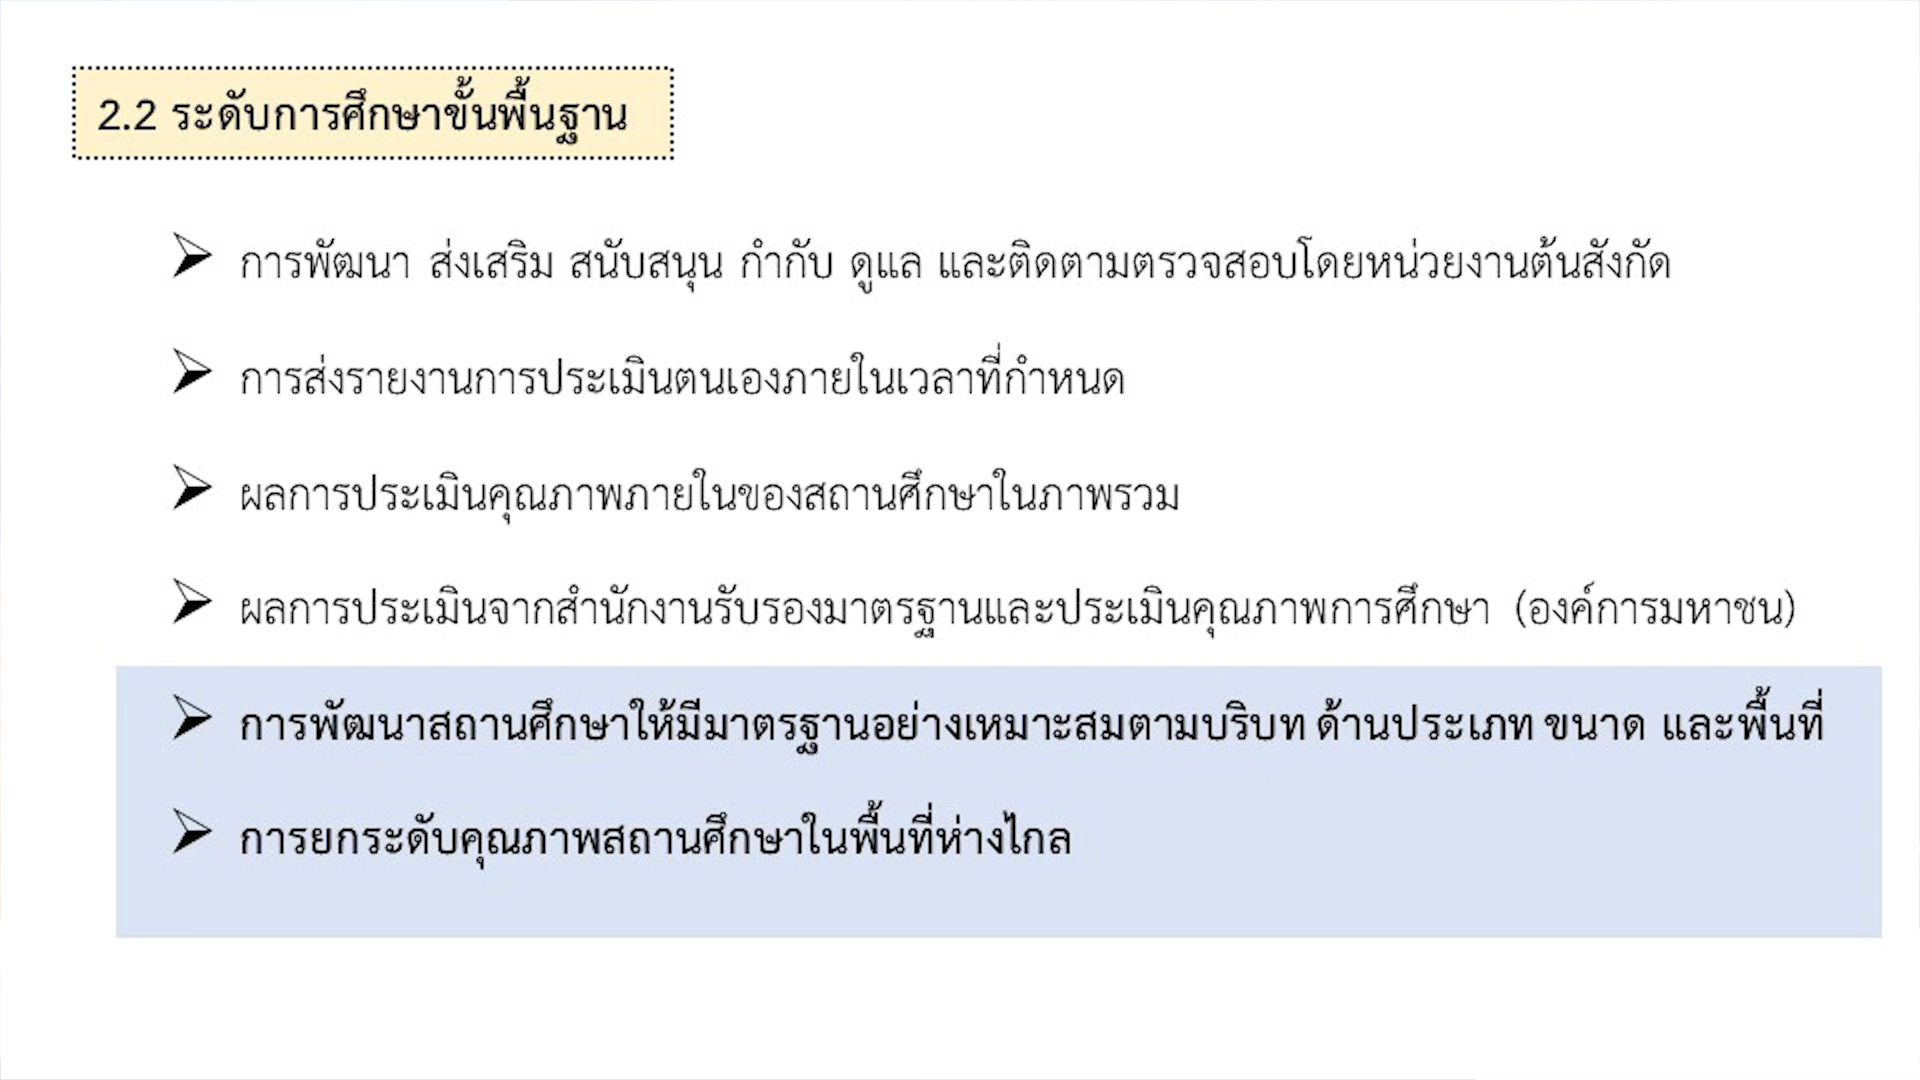 2.2 ระดับการศึกษาขั้นพื้นฐาน
➢ การพัฒนา ส่งเสริม สนับสนุน กำกับ ดูแล และติดตามตรวจสอบโดยหน่วยงานต้นสังกัด
➢ การส่งรายงานการประเมินตนเองภายในเวลาที่กำหนด
➢ ผลการประเมินคุณภาพภายในของสถานศึกษาในภาพรวม
➢ ผลการประเมินจากสำนักงานรับรองมาตรฐานและประเมินคุณภาพการศึกษา (องค์การมหาชน)
➢ การพัฒนาสถานศึกษาให้มีมาตรฐานอย่างเหมาะสมตามบริบท ด้านประเภท ขนาด และพื้นที่
➢ การยกระดับคุณภาพสถานศึกษาในพื้นที่ห่างไกล